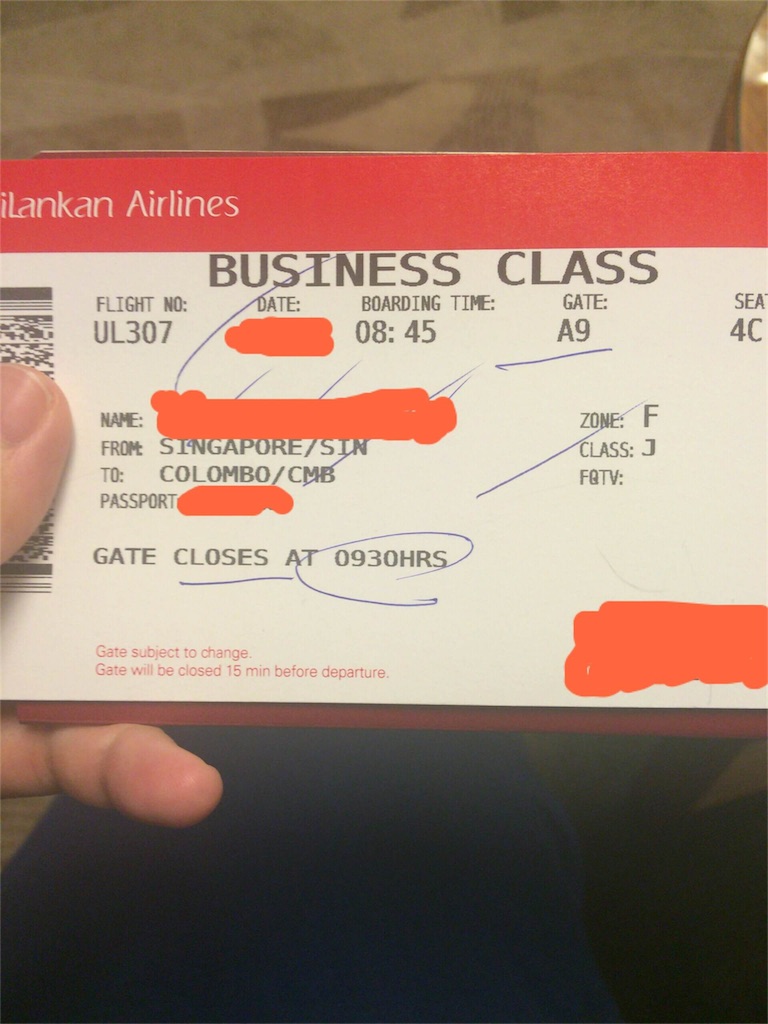 iLankan Airlines
BUSINESS CLASS
FLIGHT NO: DATE: BOARDING TIME: GATE: SEA
UL307 08:45 A9 4C
NAME: ZONE: F
FROM: SINGAPORE/SIN CLASS: J
TO: COLOMBO/CMB FQTV:
PASSPORT
GATE CLOSES AT 0930HRS
Gate subject to change.
Gate will be closed 15 min before departure.